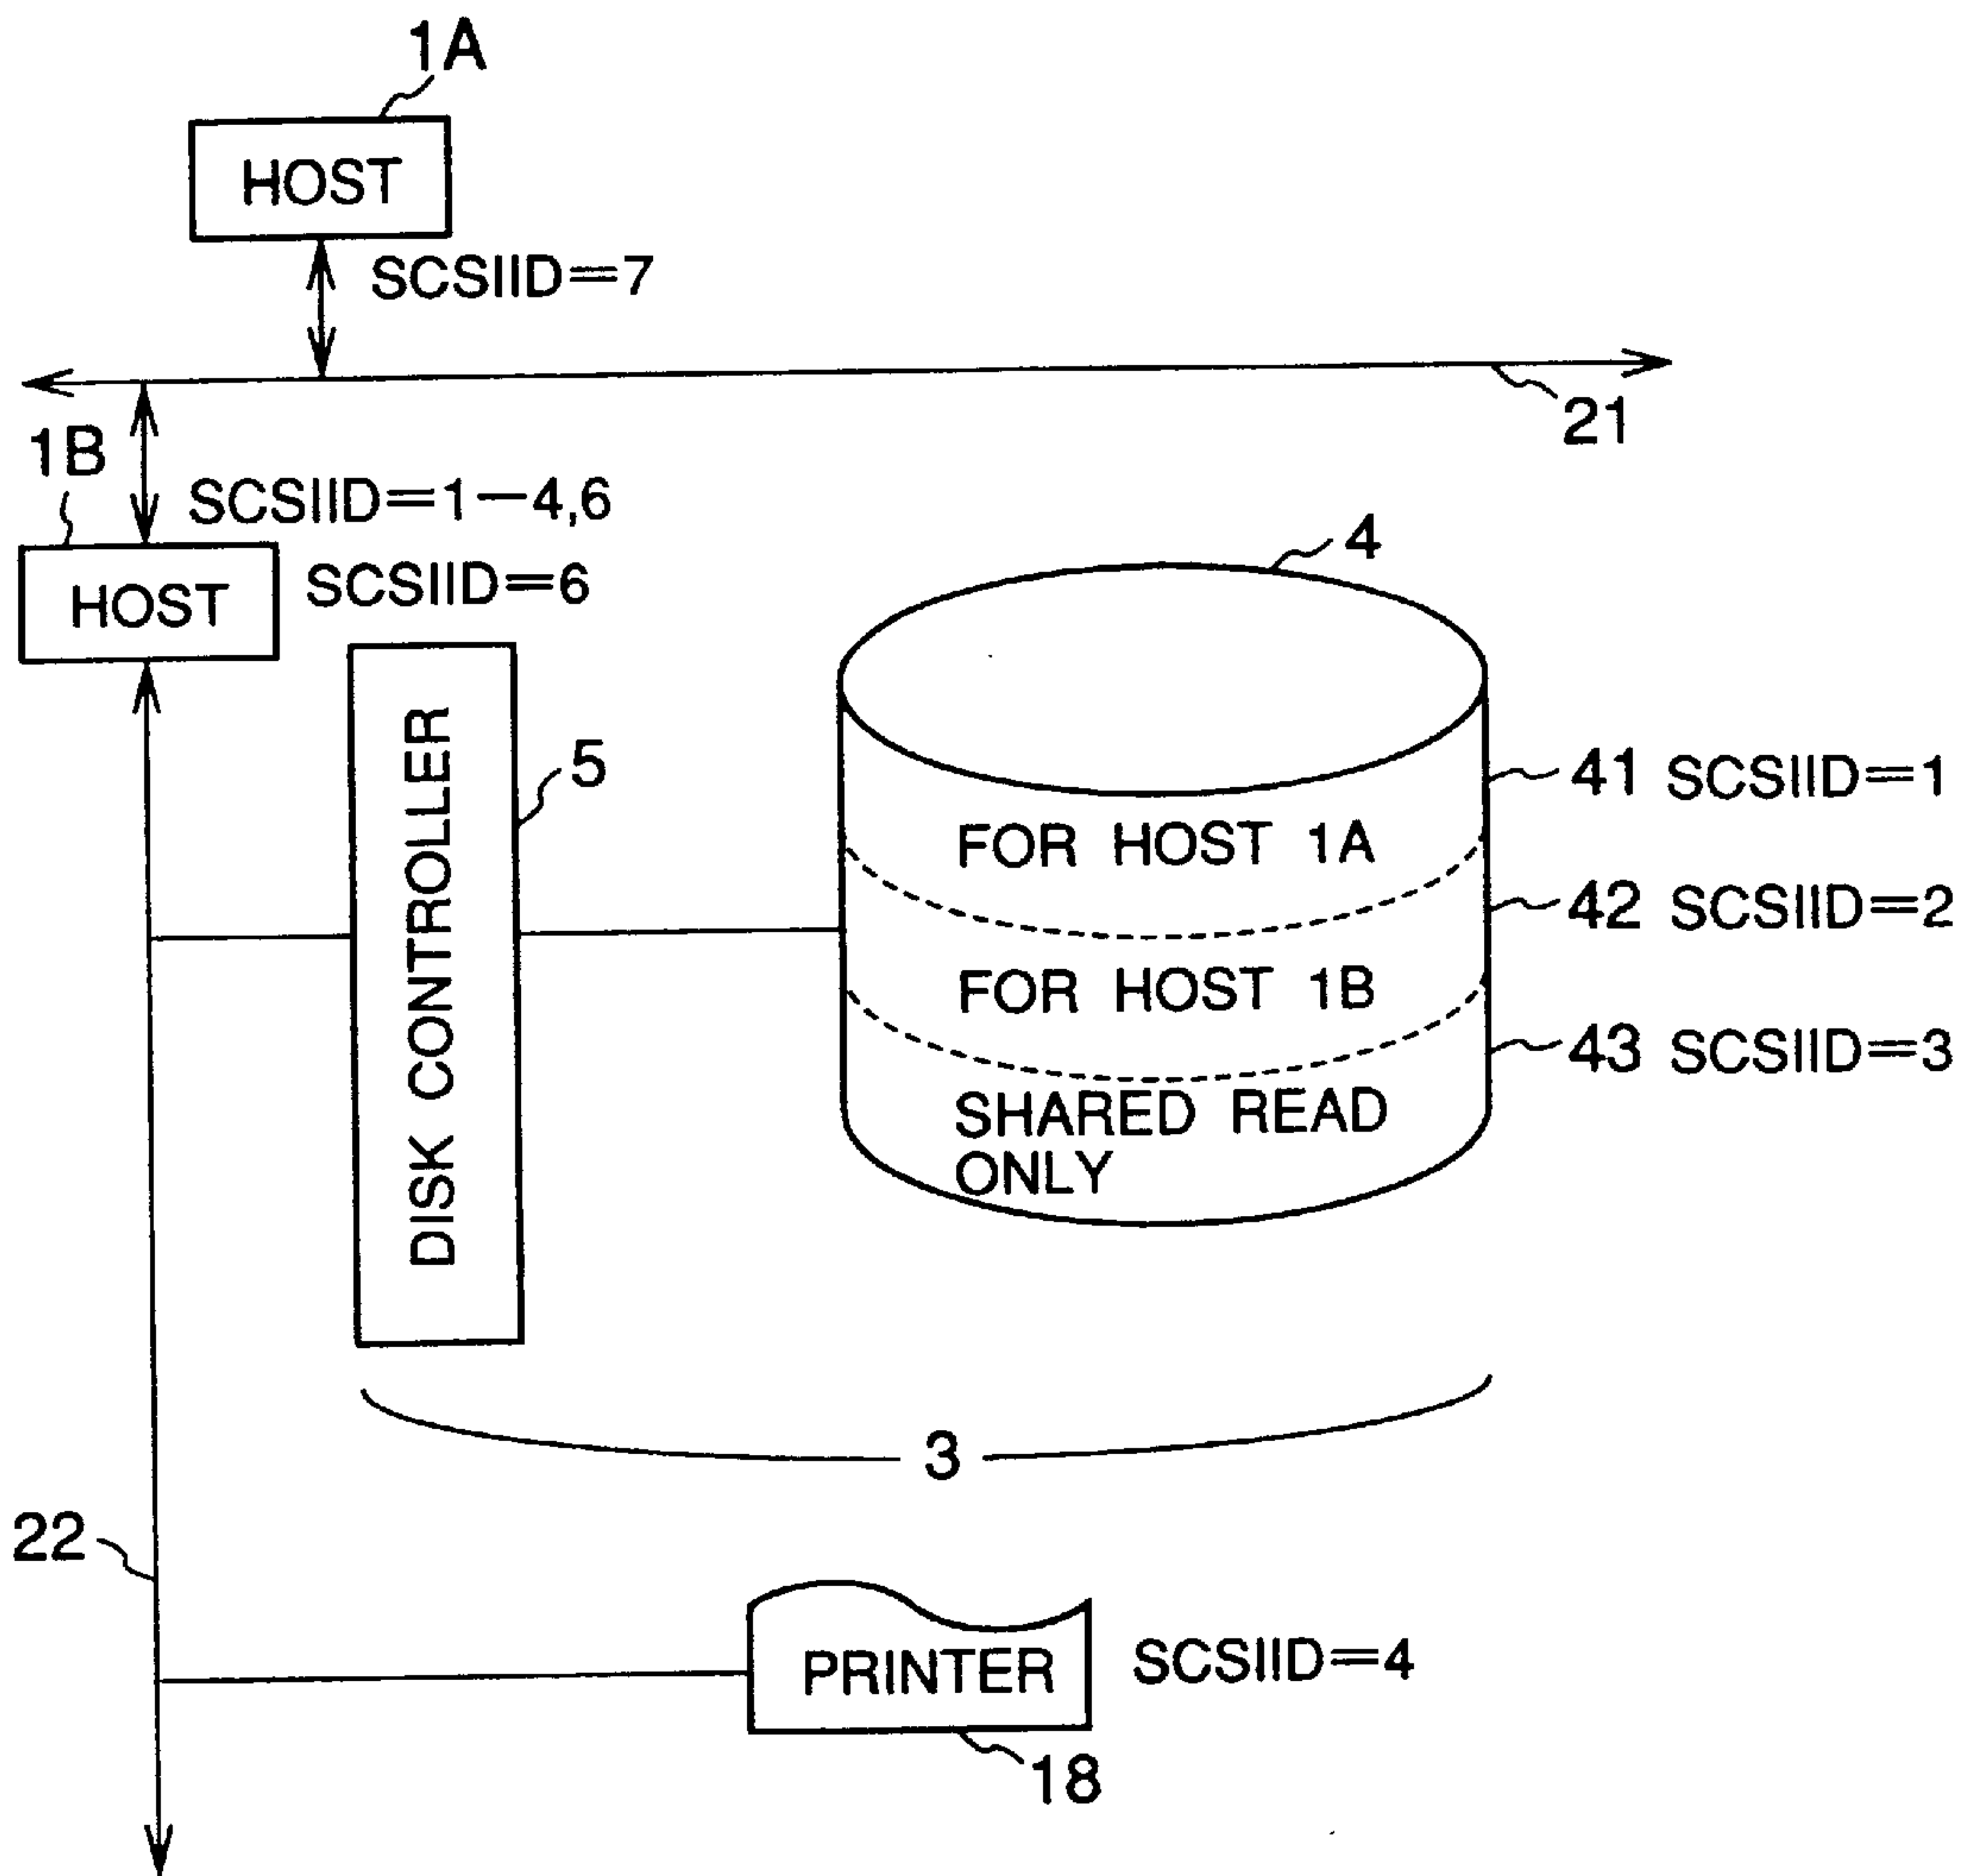 1A
HOST
SCSIID=7
21
1B
SCSIID=1-4,6
HOST
SCSIID=6
4
DISK CONTROLLER
5
41 SCSIID=1
FOR HOST 1A
42 SCSIID=2
FOR HOST 1B
43 SCSIID=3
SHARED READ
ONLY
3
22
PRINTER
SCSIID=4
18